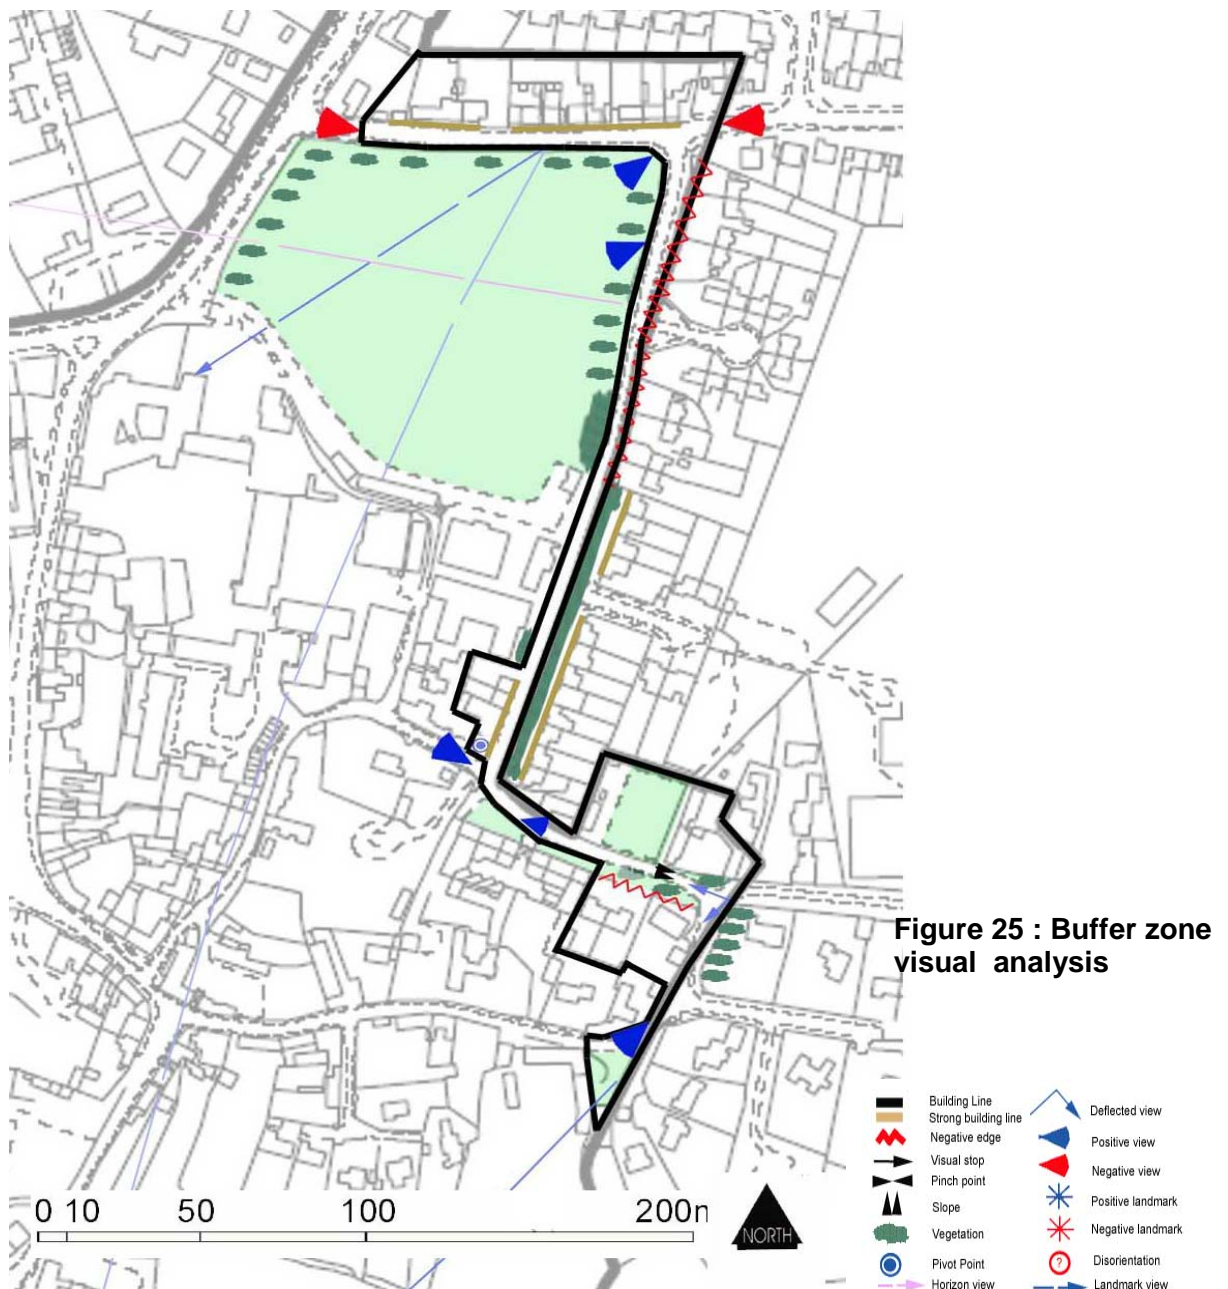 Figure 25 : Buffer zone
visual analysis
Building Line
Strong building line
Negative edge
Visual stop
Pinch point
Slope
Vegetation
Pivot Point
Horizon view
Deflected view
Positive view
Negative view
Positive landmark
Negative landmark
?
Disorientation
Landmark view
0 10 50 100 200m
NORTH